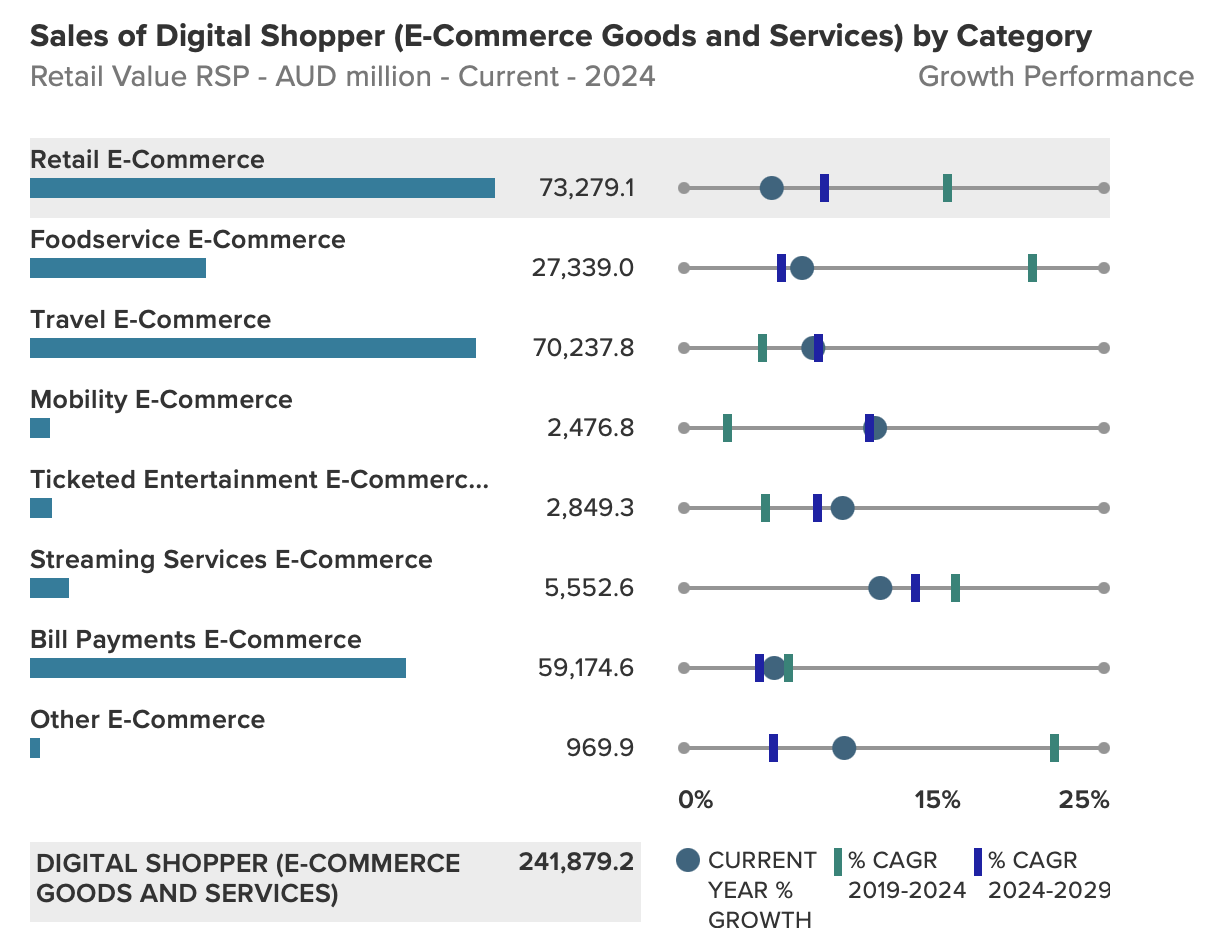 Sales of Digital Shopper (E-Commerce Goods and Services) by Category
Retail Value RSP - AUD million - Current - 2024
Growth Performance
Retail E-Commerce
73,279.1
Foodservice E-Commerce
27,339.0
Travel E-Commerce
70,237.8
Mobility E-Commerce
2,476.8
Ticketed Entertainment E-Commerc...
2,849.3
Streaming Services E-Commerce
5,552.6
Bill Payments E-Commerce
59,174.6
Other E-Commerce
969.9
0% 15% 25%
DIGITAL SHOPPER (E-COMMERCE
GOODS AND SERVICES)
241,879.2
CURRENT
YEAR %
GROWTH
% CAGR
2019-2024
% CAGR
2024-2029